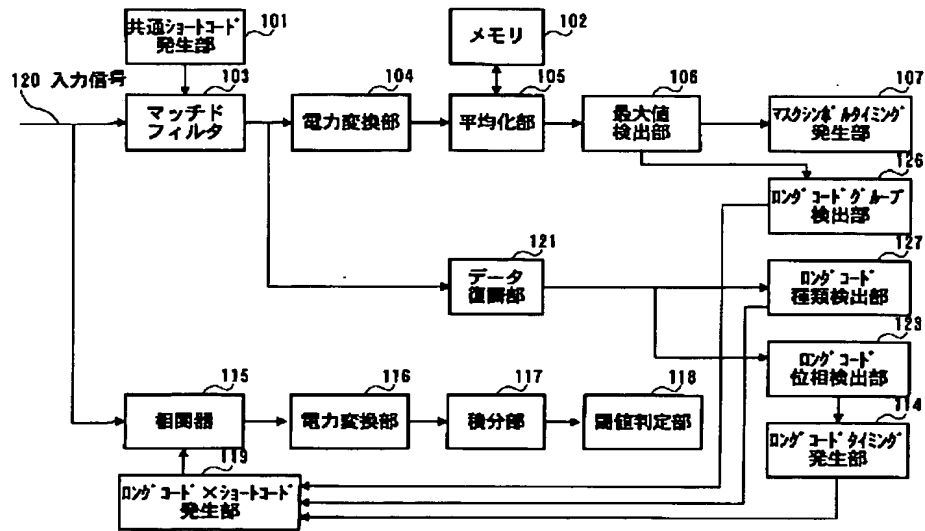 101
共通ショートコード
発生部
メモリ
102
120 入力信号
103
マッチド
フィルタ
104
電力変換部
105
平均化部
106
最大値
検出部
107
マスクシンボルタイミング
発生部
126
ロングコードグループ
検出部
121
データ
復調部
127
ロングコード
種類検出部
123
ロングコード
位相検出部
115
相関器
116
電力変換部
117
積分部
118
閾値判定部
114
ロングコードタイミング
発生部
119
ロングコード×ショートコード
発生部